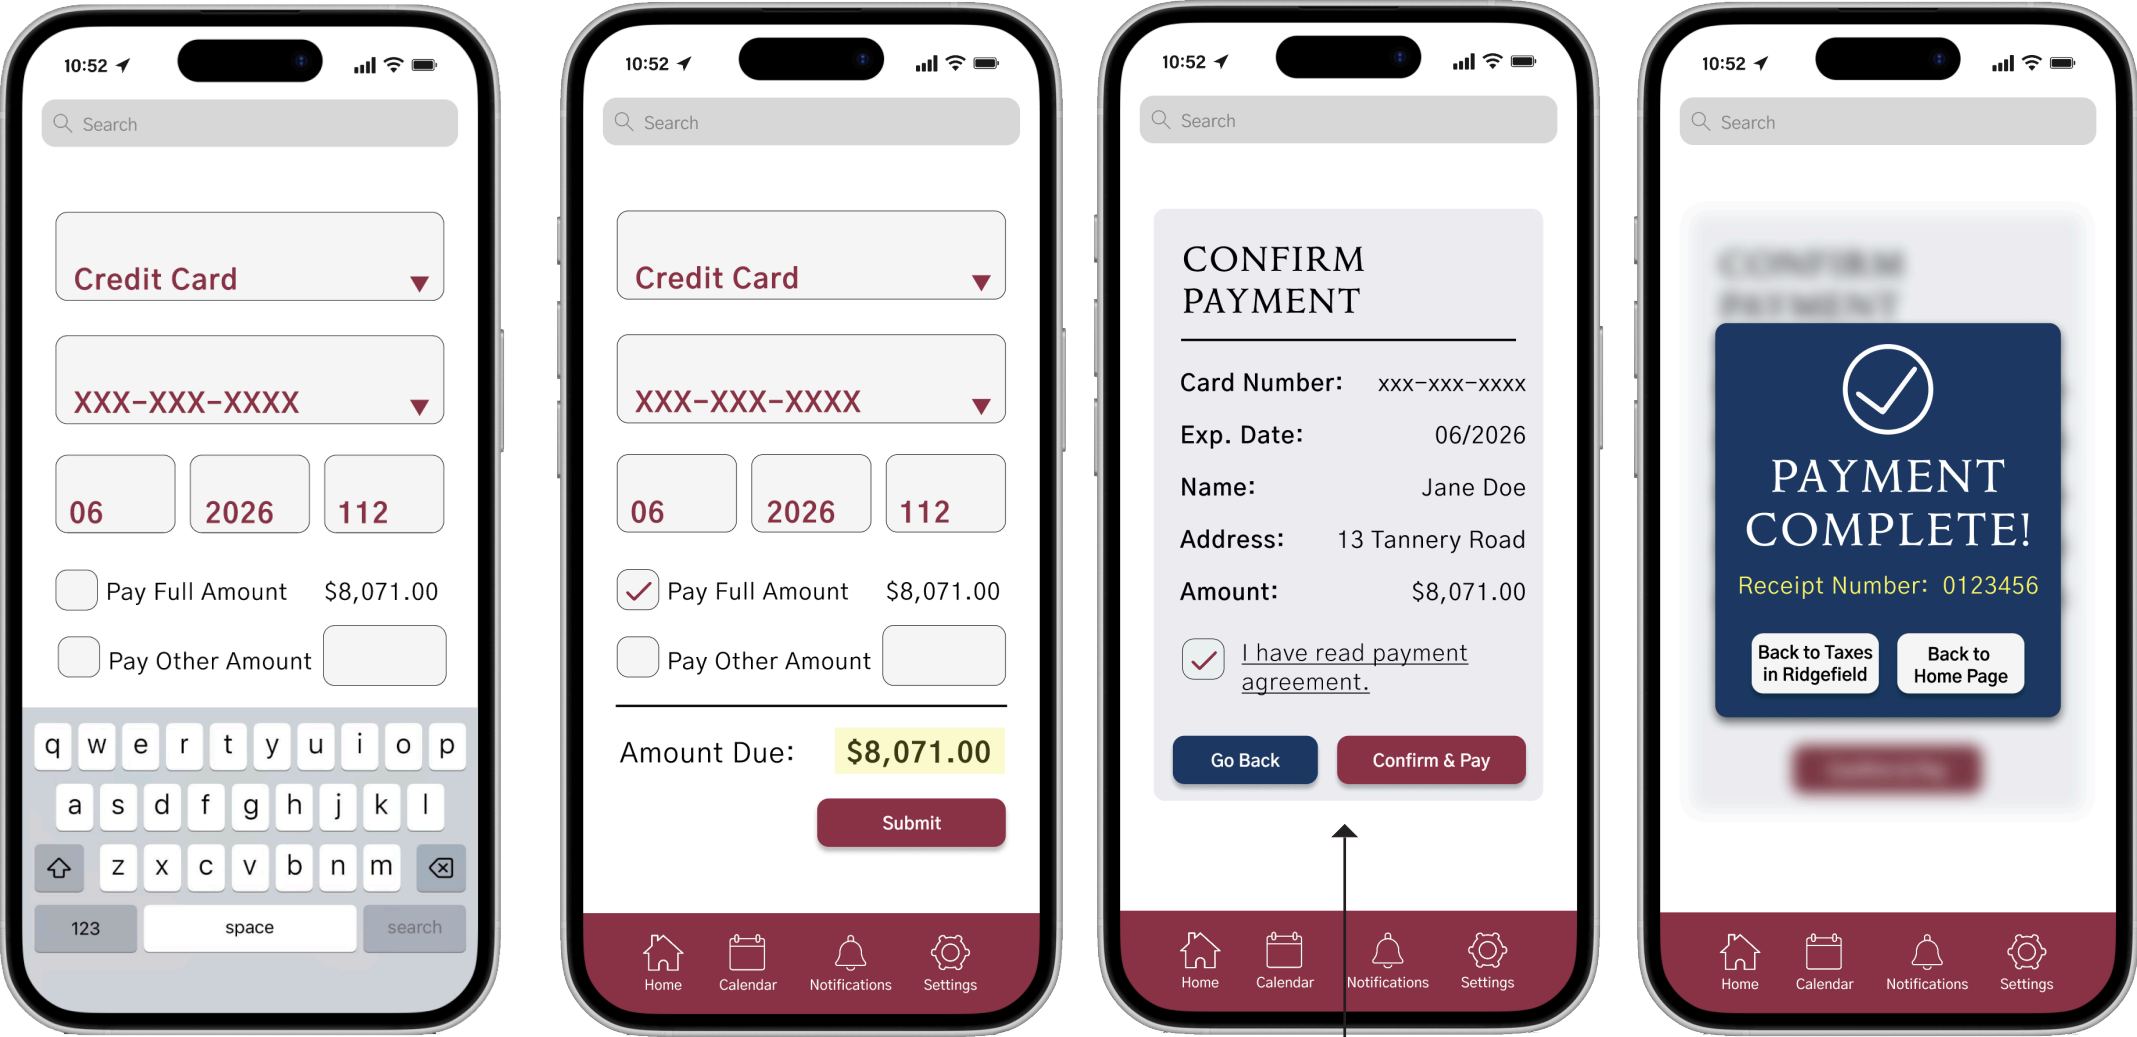 10:52
Search
Credit Card
XXX-XXX-XXXX
06 2026 112
Pay Full Amount $8,071.00
Pay Other Amount
q w e r t y u i o p
a s d f g h j k l
z x c v b n m
123 space search
10:52
Search
Credit Card
XXX-XXX-XXXX
06 2026 112
Pay Full Amount $8,071.00
Pay Other Amount
Amount Due: $8,071.00
Submit
Home Calendar Notifications Settings
10:52
Search
CONFIRM
PAYMENT
Card Number: xxx-xxx-xxxx
Exp. Date: 06/2026
Name: Jane Doe
Address: 13 Tannery Road
Amount: $8,071.00
I have read payment
agreement.
Go Back Confirm & Pay
Home Calendar Notifications Settings
10:52
Search
CONFIRM
PAYMENT
PAYMENT
COMPLETE!
Receipt Number: 0123456
Back to Taxes
in Ridgefield
Back to
Home Page
Home Calendar Notifications Settings